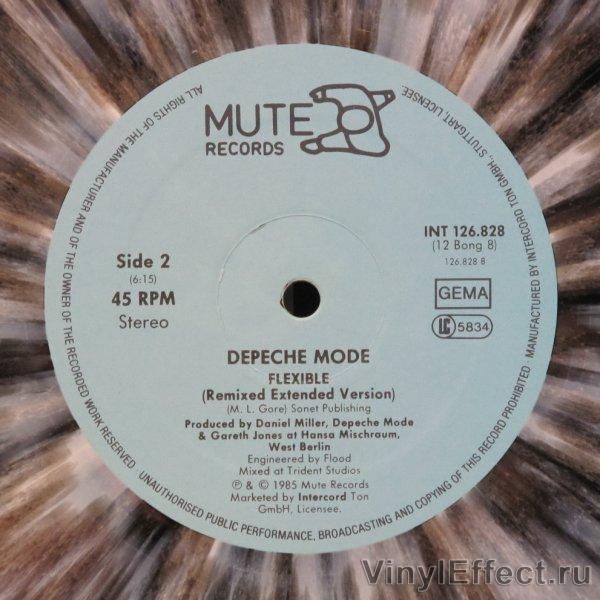 MUTE
RECORDS
INT 126.828
(12 Bong 8)
126.828 B
GEMA
LC 5834
Side 2
(6:15)
45 RPM
Stereo
DEPECHE MODE
FLEXIBLE
(Remixed Extended Version)
(M. L. Gore) Sonet Publishing
Produced by Daniel Miller, Depeche Mode
& Gareth Jones at Hansa Mischraum,
West Berlin
Engineered by Flood
Mixed at Trident Studios
℗ & © 1985 Mute Records
Marketed by Intercord Ton
GmbH, Licensee.
ALL RIGHTS OF THE MANUFACTURER AND OF THE OWNER OF THE RECORDED WORK RESERVED · UNAUTHORISED PUBLIC PERFORMANCE, BROADCASTING AND COPYING OF THIS RECORD PROHIBITED · MANUFACTURED BY INTERCORD TON GMBH., STUTTGART, LICENSEE
VinylEffect.ru